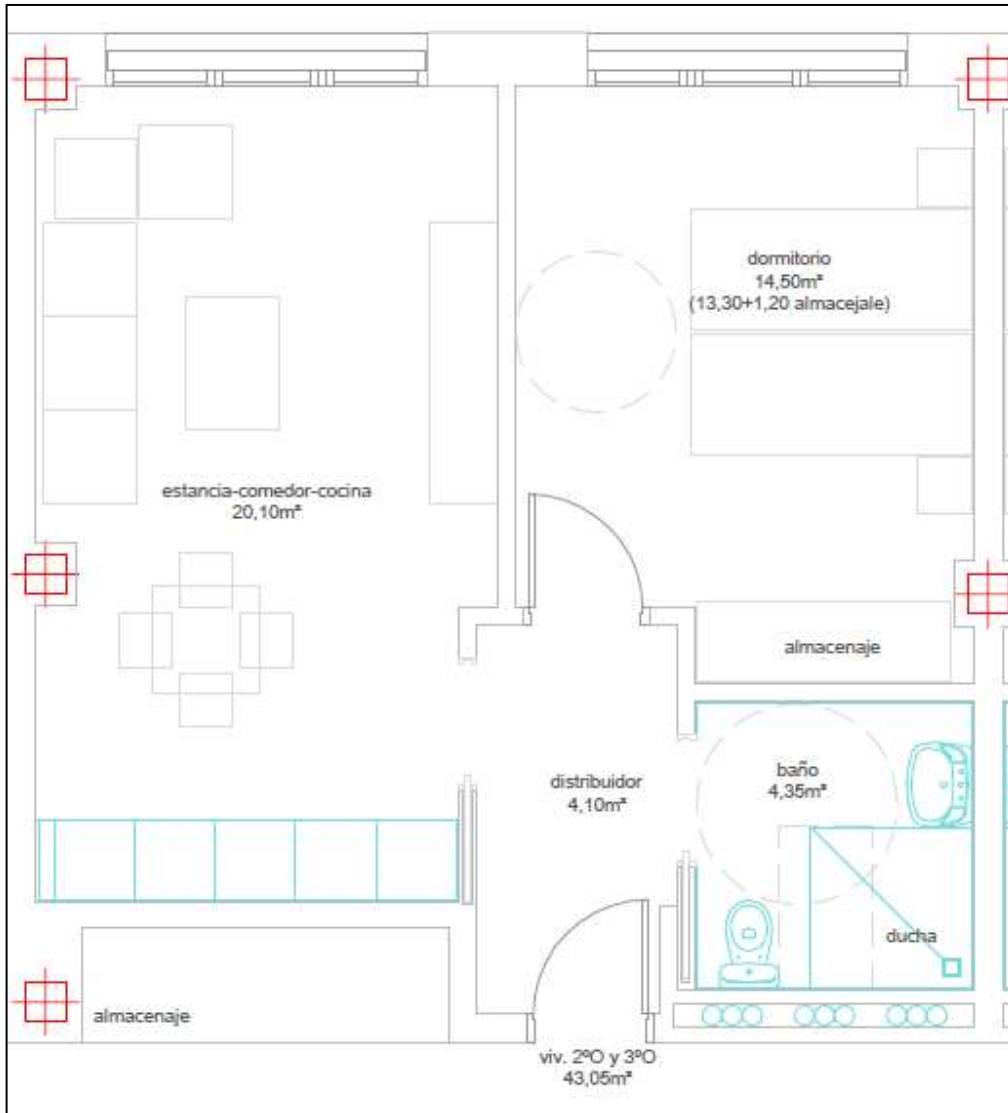 dormitorio
14,50m²
(13,30+1,20 almacejale)
estancia-comedor-cocina
20,10m²
almacenaje
distribuidor
4,10m²
baño
4,35m²
ducha
almacenaje
viv. 2ºO y 3ºO
43,05m²